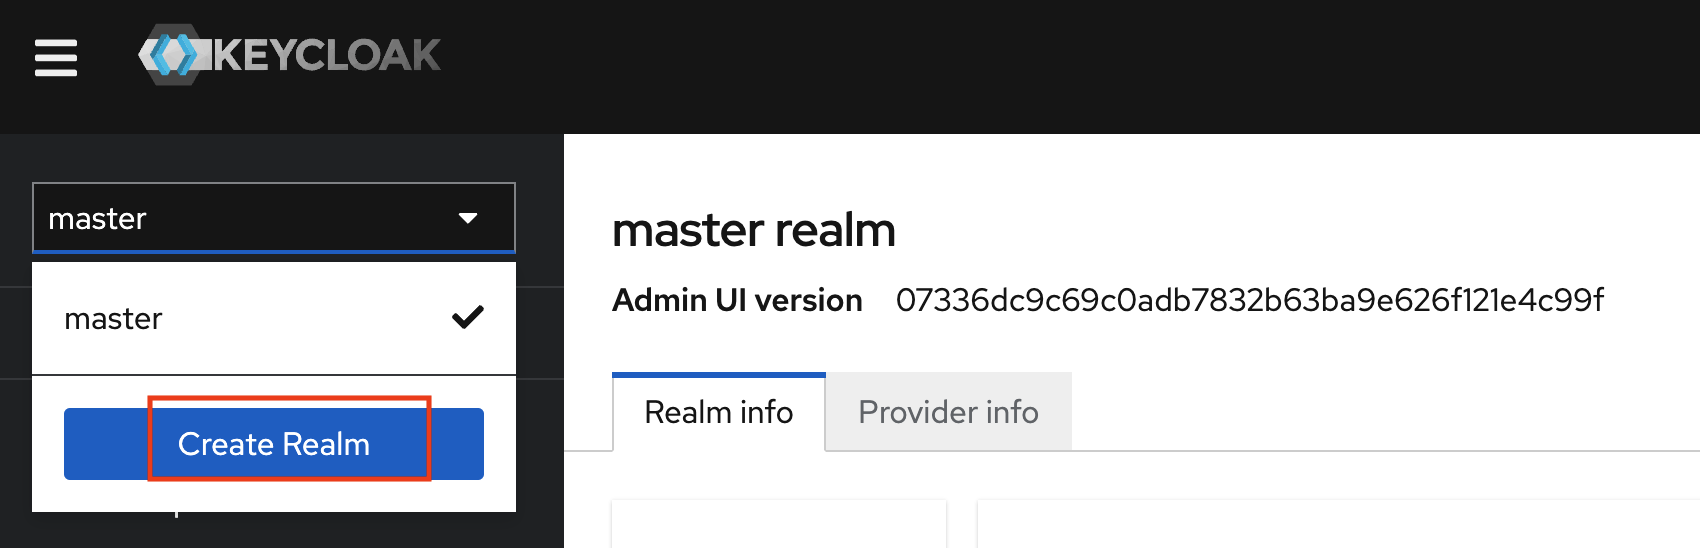 KEYCLOAK
master
master
Create Realm
master realm
Admin UI version 07336dc9c69c0adb7832b63ba9e626f121e4c99f
Realm info Provider info